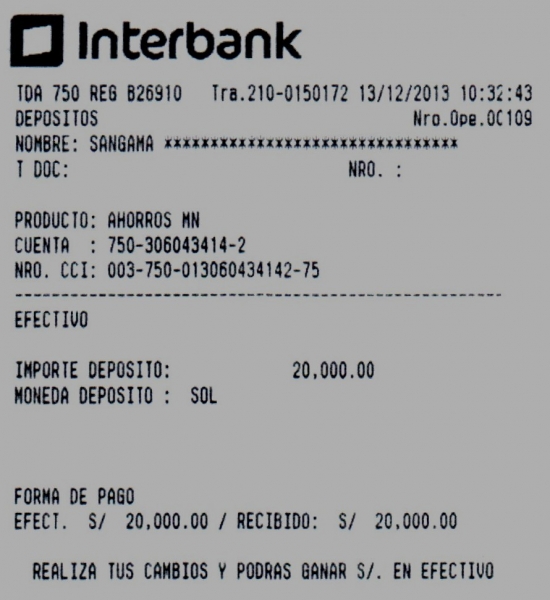 Interbank
TDA 750 REG B26910 Tra.210-0150172 13/12/2013 10:32:43
DEPOSITOS Nro.Ope.00109
NOMBRE: SANGAMA ********************************
T DOC: NRO. :
PRODUCTO: AHORROS MN
CUENTA : 750-306043414-2
NRO. CCI: 003-750-013060434142-75
----------------------------------------------------
EFECTIVO
IMPORTE DEPOSITO: 20,000.00
MONEDA DEPOSITO : SOL
FORMA DE PAGO
EFECT. S/ 20,000.00 / RECIBIDO: S/ 20,000.00
REALIZA TUS CAMBIOS Y PODRAS GANAR S/. EN EFECTIVO